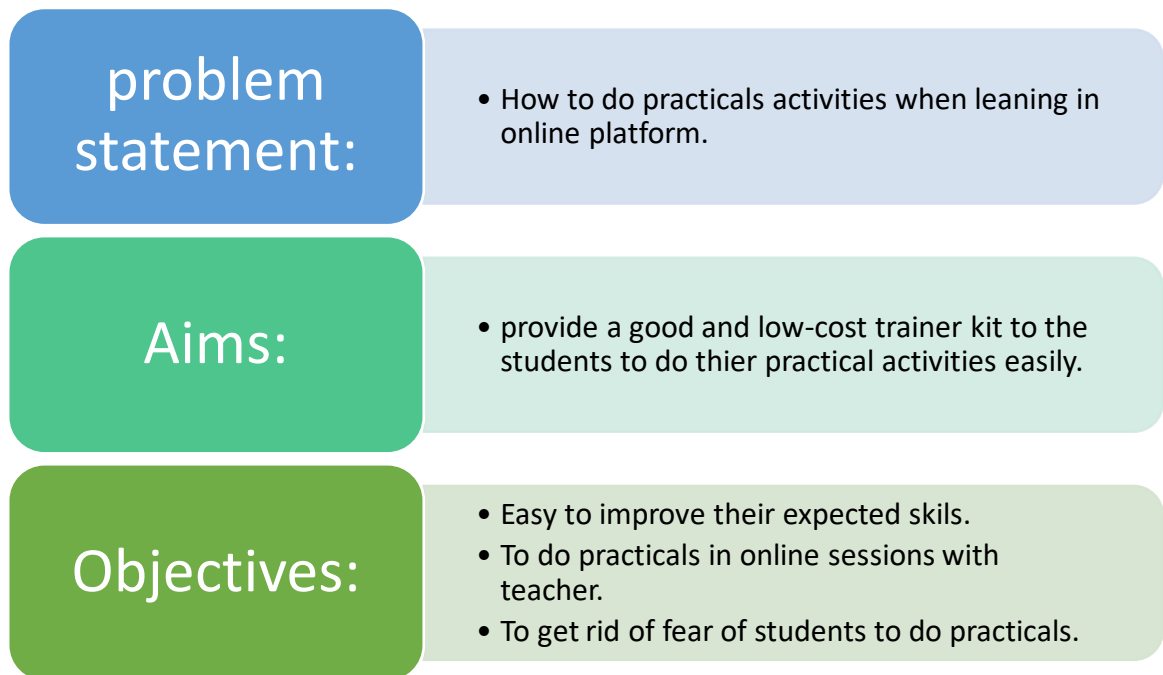 problem
statement:
• How to do practicals activities when leaning in
online platform.
Aims:
• provide a good and low-cost trainer kit to the
students to do thier practical activities easily.
Objectives:
• Easy to improve their expected skils.
• To do practicals in online sessions with
teacher.
• To get rid of fear of students to do practicals.